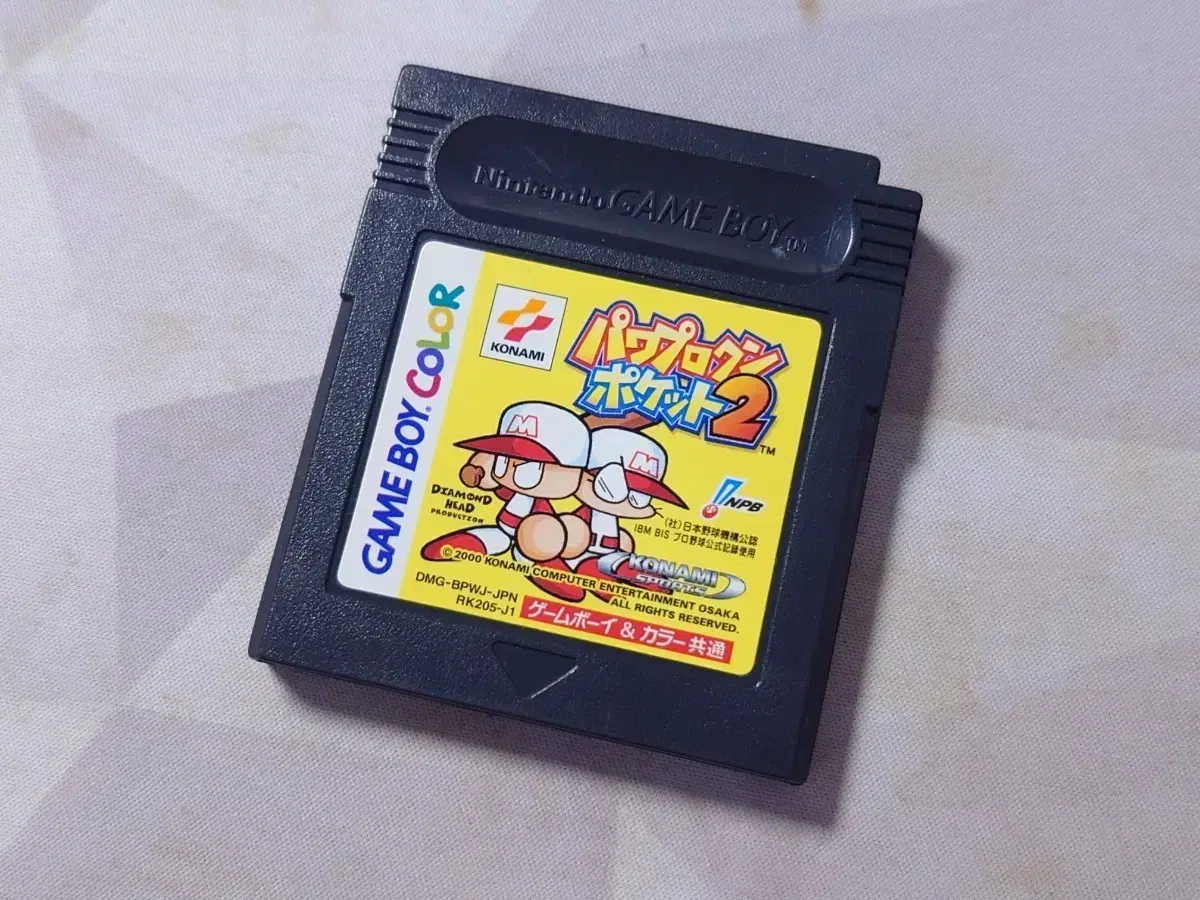 Nintendo GAME BOY TM
GAME BOY COLOR
KONAMI
パワプロクン
ポケット2
TM
M
M
DIAMOND
HEAD
PRODUCTION
NPB
(社)日本野球機構公認
IBM BIS プロ野球公式記録使用
KONAMI
SPORTS
© 2000 KONAMI COMPUTER ENTERTAINMENT OSAKA
ALL RIGHTS RESERVED.
DMG-BPWJ-JPN
RK205-J1
ゲームボーイ & カラー共通